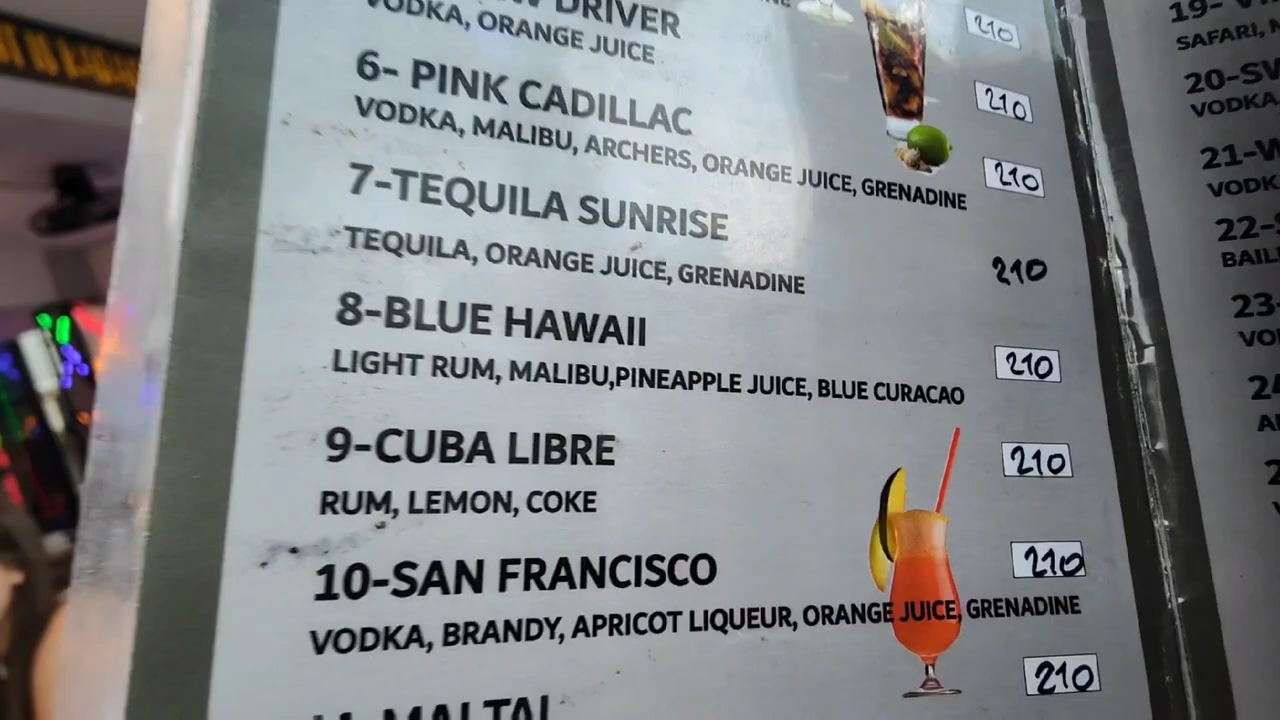 DRIVER
210
VODKA, ORANGE JUICE
6- PINK CADILLAC
210
VODKA, MALIBU, ARCHERS, ORANGE JUICE, GRENADINE
210
7-TEQUILA SUNRISE
TEQUILA, ORANGE JUICE, GRENADINE
210
8-BLUE HAWAII
LIGHT RUM, MALIBU,PINEAPPLE JUICE, BLUE CURACAO
210
9-CUBA LIBRE
210
RUM, LEMON, COKE
10-SAN FRANCISCO
210
VODKA, BRANDY, APRICOT LIQUEUR, ORANGE JUICE, GRENADINE
210
19-
SAFARI,
20-
VODKA
21-
22-
23-